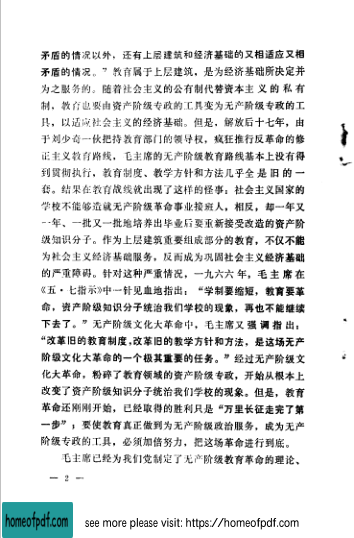 矛盾的情况以外，还有上层建筑和经济基础的又相适应又相
矛盾的情况。”教育属于上层建筑，是为经济基础所决定并
为之服务的。随着社会主义的公有制代替资本主义的私有
制，教育也要由资产阶级专政的工具变为无产阶级专政的工
具，以适应社会主义的经济基础。但是，解放后十七年，由
于刘少奇一伙把持教育部门的领导权，疯狂推行反革命的修
正主义教育路线，毛主席的无产阶级教育路线基本上没有得
到贯彻执行，教育制度、教学方针和方法几乎全是旧的一
套。结果在教育战线就出现了这样的怪事：社会主义国家的
学校不能够造就无产阶级革命事业接班人，相反，却一年又
一年、一批又一批地培养出毕业后要重新接受改造的资产阶
级知识分子。作为上层建筑重要组成部分的教育，不仅不能
为社会主义经济基础服务，反而成为巩固社会主义经济基础
的严重障碍。针对这种严重情况，一九六六年，毛主席在
《五·七指示》中一针见血地指出：“学制要缩短，教育要革
命，资产阶级知识分子统治我们学校的现象，再也不能继续
下去了。”无产阶级文化大革命中，毛主席又强调指出：
“改革旧的教育制度，改革旧的教学方针和方法，是这场无产
阶级文化大革命的一个极其重要的任务。”经过无产阶级文
化大革命，粉碎了教育领域的资产阶级专政，开始从根本上
改变了资产阶级知识分子统治我们学校的现象。但是，教育
革命还刚刚开始，已经取得的胜利只是“万里长征走完了第
一步”；要使教育真正做到为无产阶级政治服务，成为无产
阶级专政的工具，必须加倍努力，把这场革命进行到底。
毛主席已经为我们党制定了无产阶级教育革命的理论、
— 2 —
homeofpdf.com
see more please visit: https://homeofpdf.com